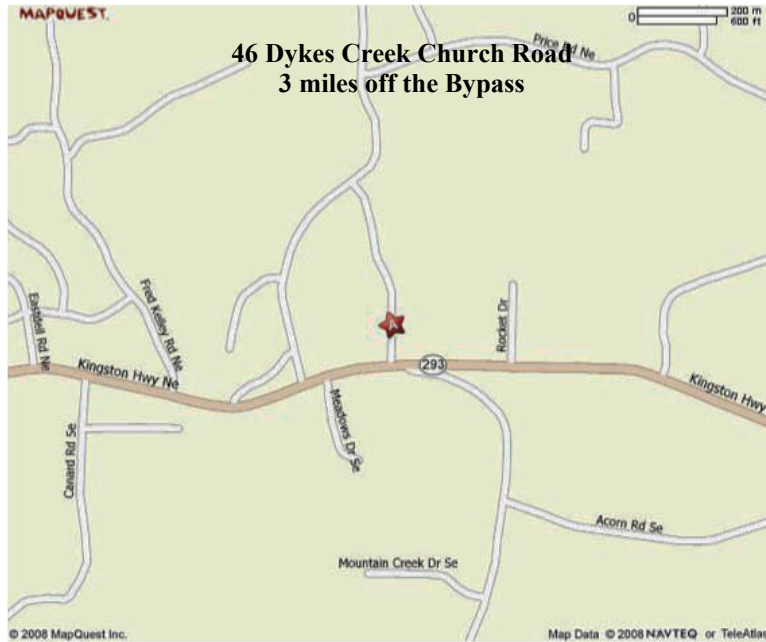 MAPQUEST.
0 200 m
600 ft
46 Dykes Creek Church Road
3 miles off the Bypass
Price Rd Ne
Eastdell Rd Ne
Fred Kelley Rd Ne
Rocket Dr
A
293
Kingston Hwy Ne
Kingston Hwy
Meadows Dr Se
Canard Rd Se
Acorn Rd Se
Mountain Creek Dr Se
© 2008 MapQuest Inc.
Map Data © 2008 NAVTEQ or TeleAtlas